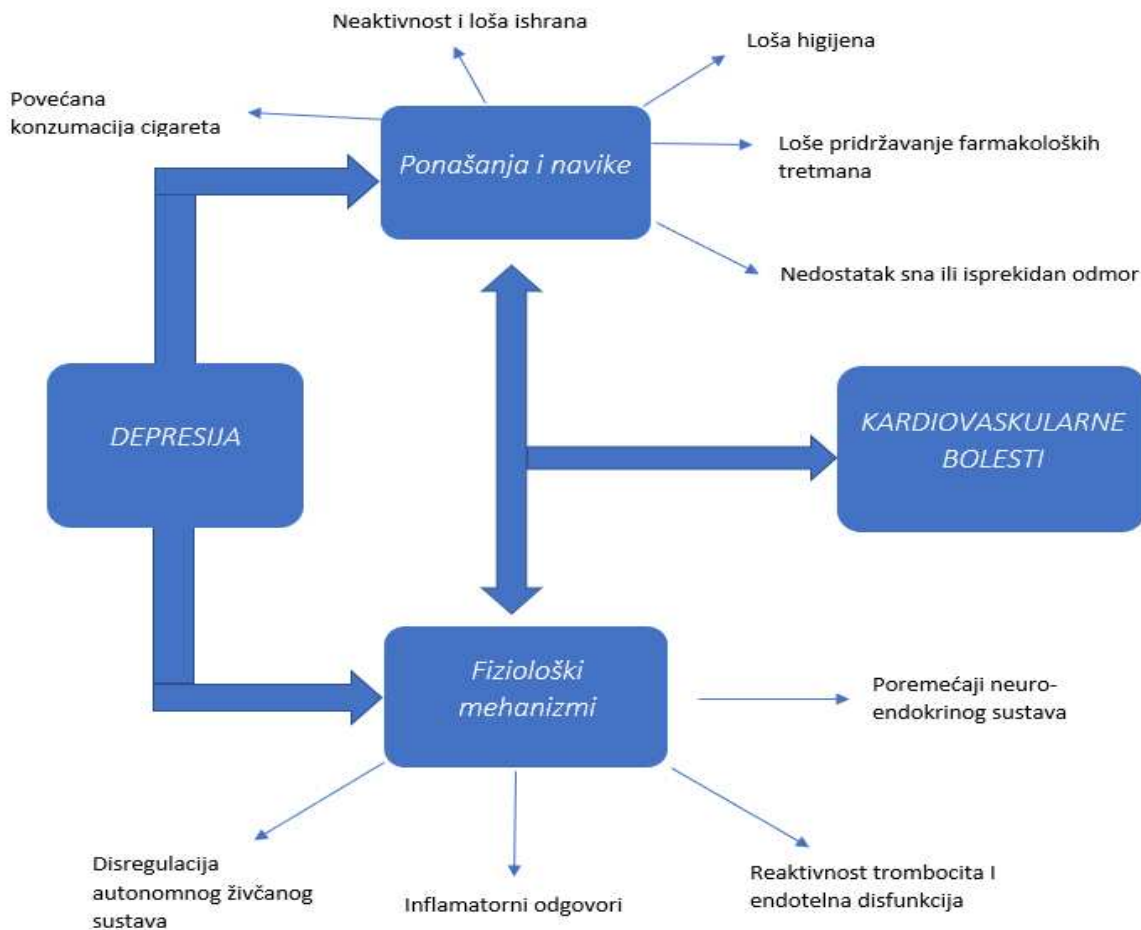 Neaktivnost i loša ishrana
Loša higijena
Povećana
konzumacija cigareta
Ponašanja i navike
Loše pridržavanje farmakoloških
tretmana
Nedostatak sna ili isprekidan odmor
DEPRESIJA
KARDIOVASKULARNE
BOLESTI
Fiziološki
mehanizmi
Poremećaji neuro-
endokrinog sustava
Disregulacija
autonomnog živčanog
sustava
Inflamatorni odgovori
Reaktivnost trombocita I
endotelna disfunkcija